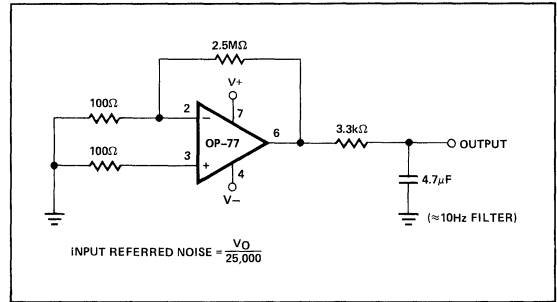 2.5MΩ
V+
100Ω
2
7
−
6
3.3kΩ
OP-77
OUTPUT
100Ω
3
+
4
4.7μF
V−
(≈10Hz FILTER)
INPUT REFERRED NOISE = VO
25,000